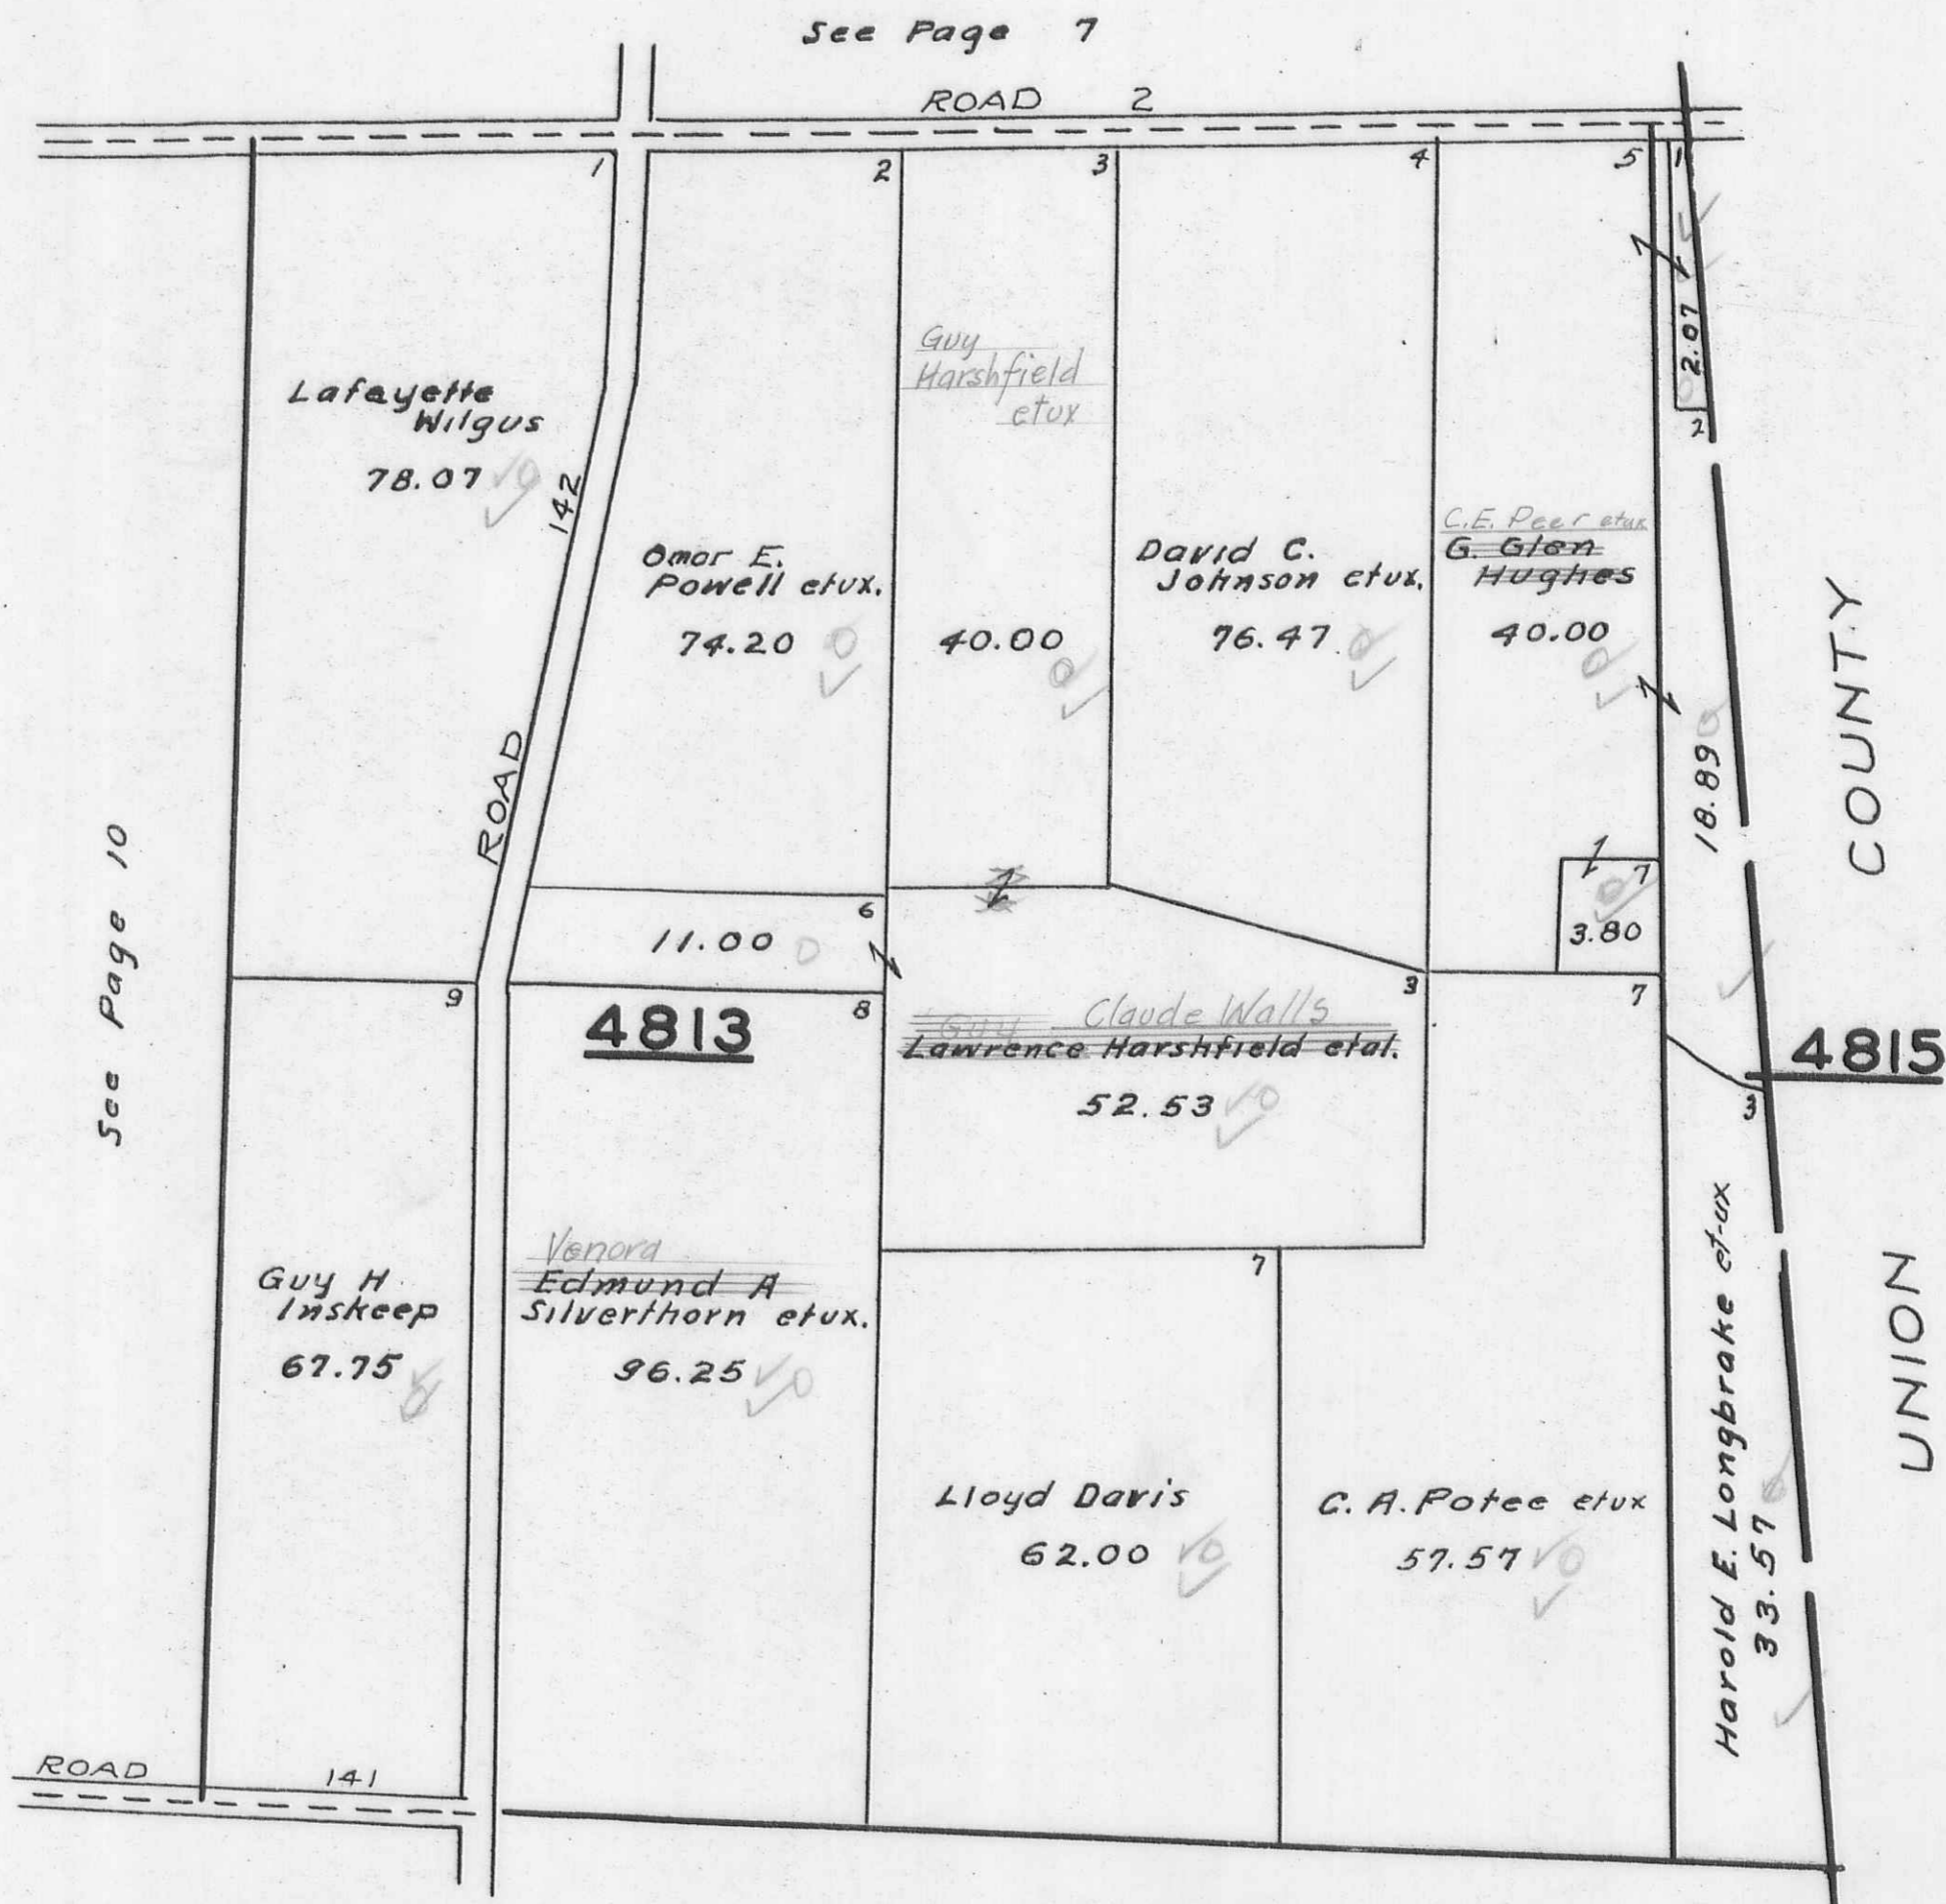 See Page 7
ROAD 2
1
2
3
4
5
1
Guy
Harshfield
etux
2.07
2
Lafayette
Wilgus
78.07
142
ROAD
Omar E.
Powell etux.
74.20
40.00
David C.
Johnson etux.
76.47
C.E. Peer etux
G. Glen
Hughes
40.00
18.89
COUNTY
See Page 10
6
11.00
7
3.80
9
4813
8
3
7
Guy Claude Walls
Lawrence Harshfield etal.
52.53
4815
3
Guy H.
Inskeep
67.75
Venora
Edmund A
Silverthorn etux.
96.25
7
Lloyd Davis
62.00
C. A. Potee etux
57.57
Harold E. Longbrake et-ux
33.57
UNION
ROAD 141